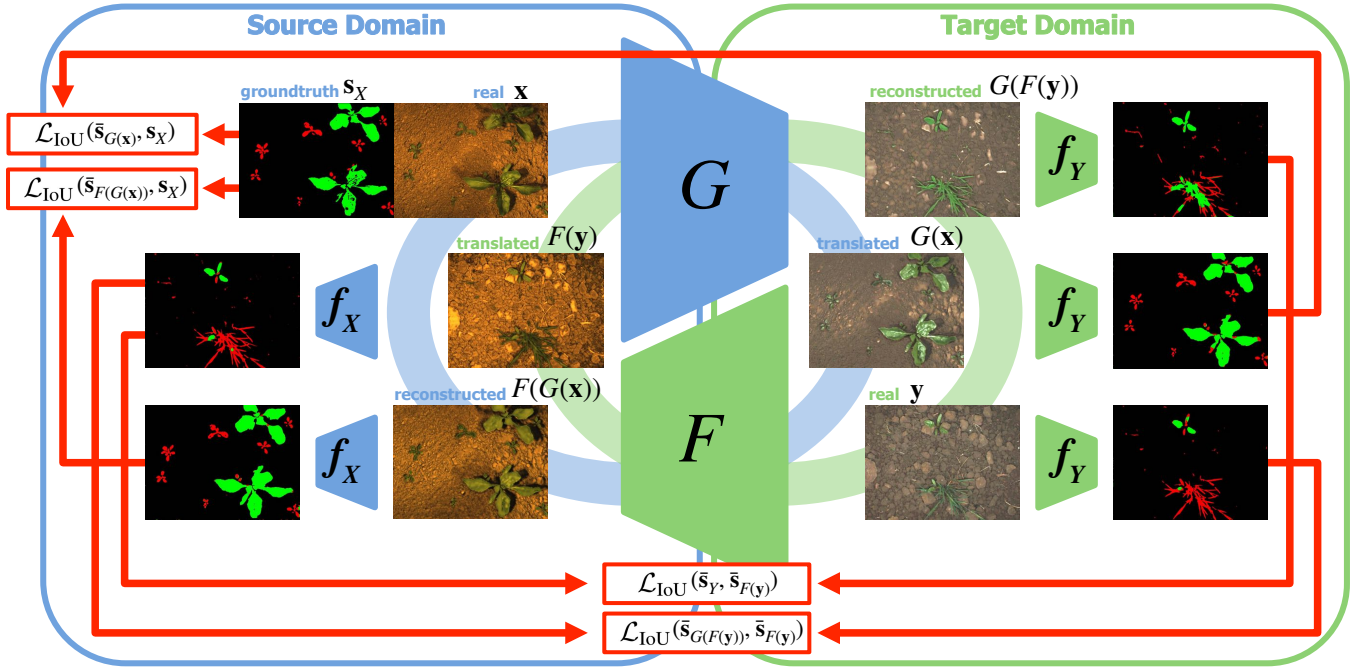 Source Domain
Target Domain
groundtruth s_X
real x
reconstructed G(F(y))
ℒ_IoU(s̄_G(x), s_X)
ℒ_IoU(s̄_F(G(x)), s_X)
G
f_Y
translated F(y)
translated G(x)
f_X
f_Y
reconstructed F(G(x))
real y
F
f_X
f_Y
ℒ_IoU(s̄_Y, s̄_F(y))
ℒ_IoU(s̄_G(F(y)), s̄_F(y))